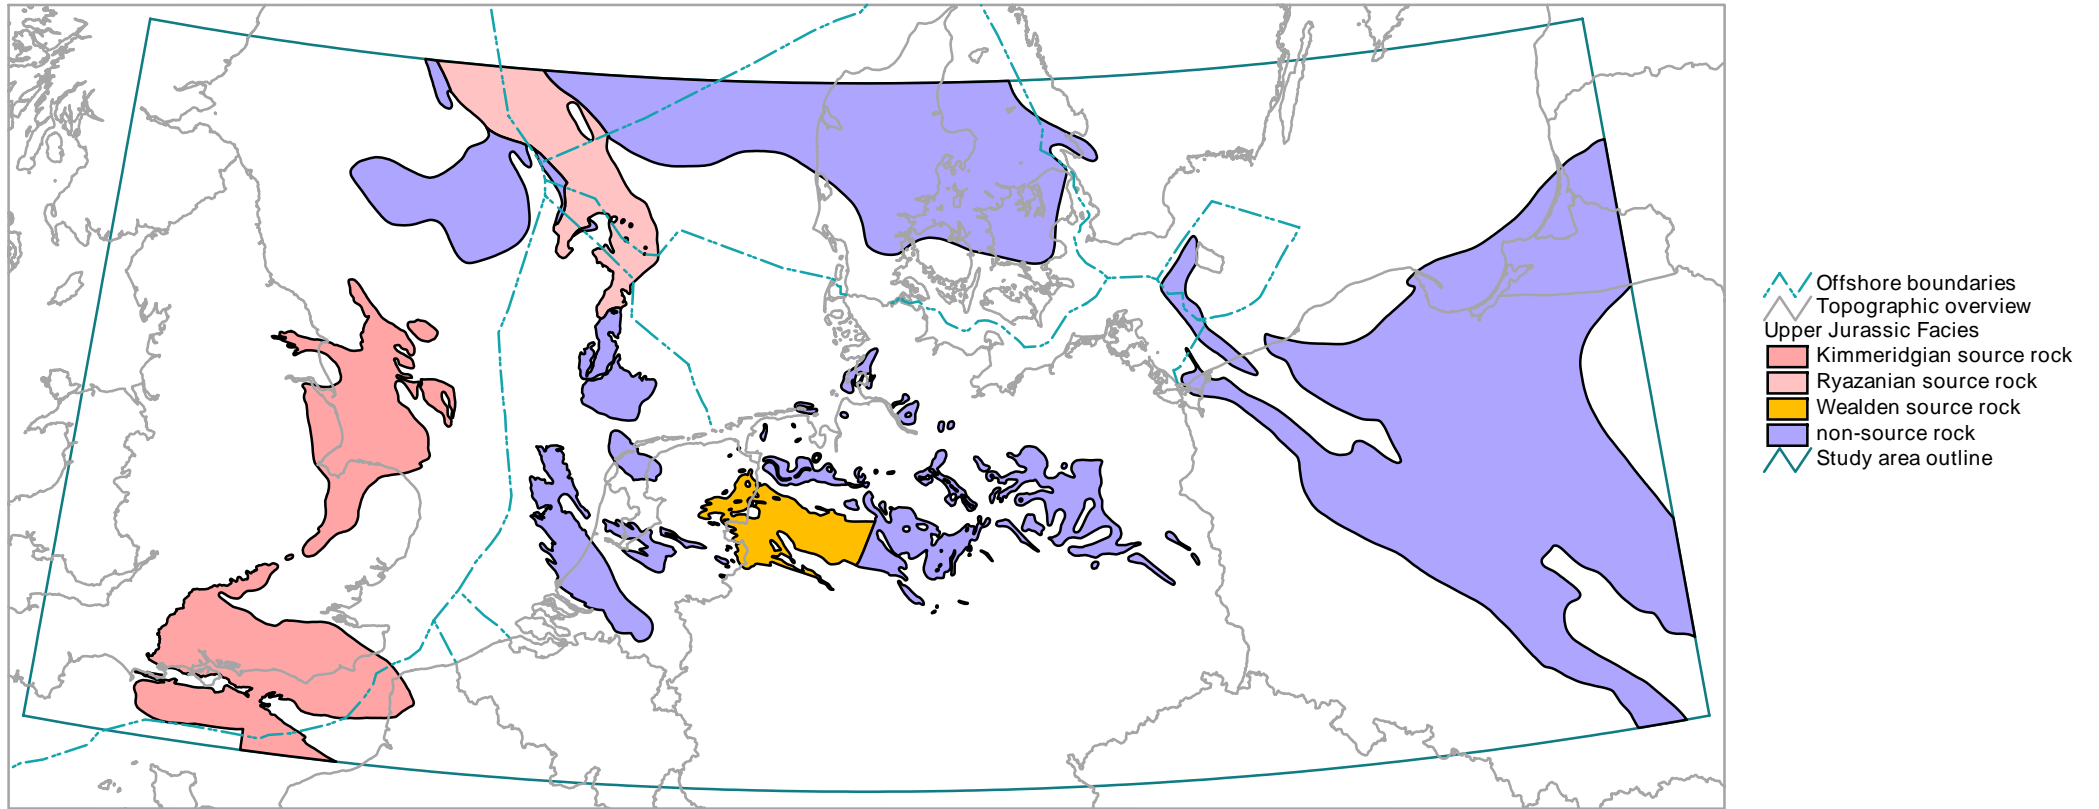 Offshore boundaries
Topographic overview
Upper Jurassic Facies
Kimmeridgian source rock
Ryazanian source rock
Wealden source rock
non-source rock
Study area outline